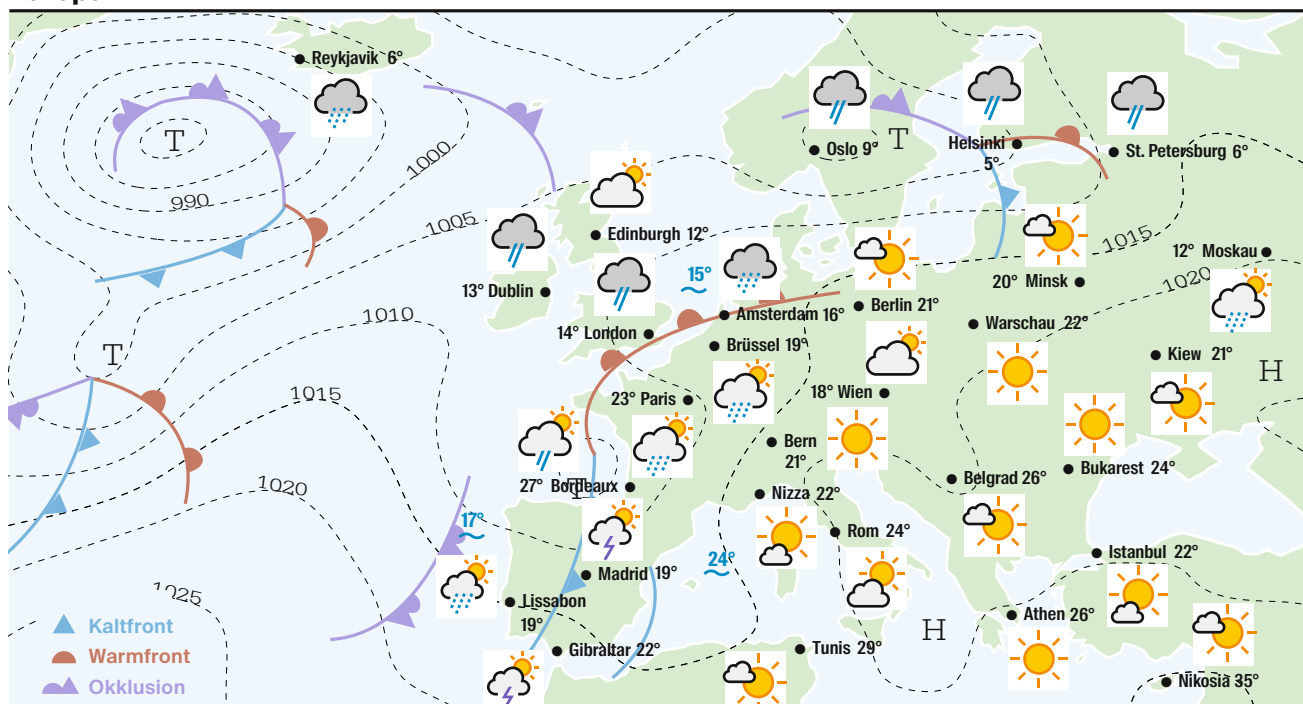 Reykjavik 6°
T
T
Oslo 9°
Helsinki
5°
St. Petersburg 6°
1000
990
1005
Edinburgh 12°
1015
12° Moskau
15°
1020
20° Minsk
13° Dublin
Berlin 21°
1010
Amsterdam 16°
14° London
Warschau 22°
T
Brüssel 19°
Kiew 21°
H
1015
23° Paris
18° Wien
Bern
21°
Bukarest 24°
1020
27° Bordeaux
T
Belgrad 26°
Nizza 22°
17°
Rom 24°
Istanbul 22°
24°
Madrid 19°
1025
Lissabon
19°
Athen 26°
Kaltfront
H
Gibraltar 22°
Tunis 29°
Warmfront
Okklusion
Nikosia 35°